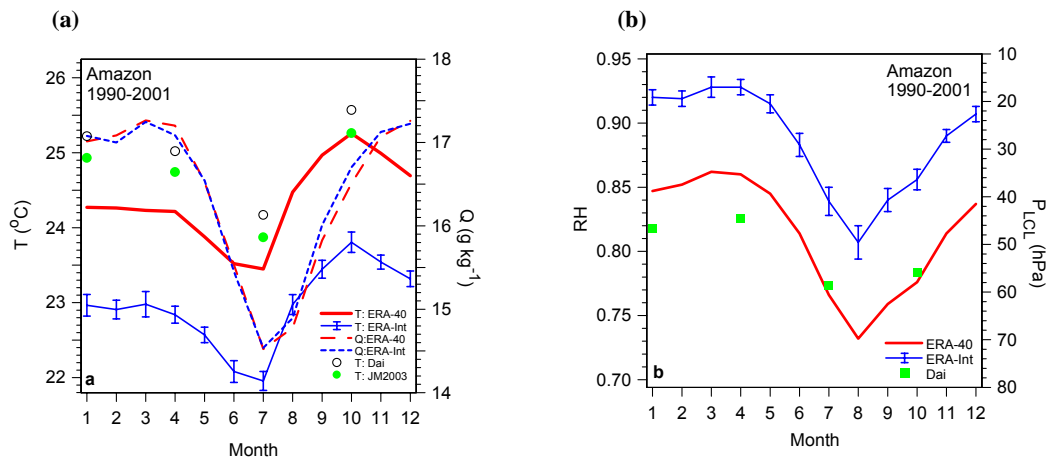 (a)
Amazon
1990-2001
26
25
24
23
22
T (°C)
18
17
16
15
14
Q (g kg-1)
T: ERA-40
T: ERA-Int
Q:ERA-40
Q:ERA-Int
T: Dai
T: JM2003
a
1 2 3 4 5 6 7 8 9 10 11 12
Month
(b)
Amazon
1990-2001
0.95
0.90
0.85
0.80
0.75
0.70
RH
10
20
30
40
50
60
70
80
PLCL (hPa)
ERA-40
ERA-Int
Dai
b
1 2 3 4 5 6 7 8 9 10 11 12
Month